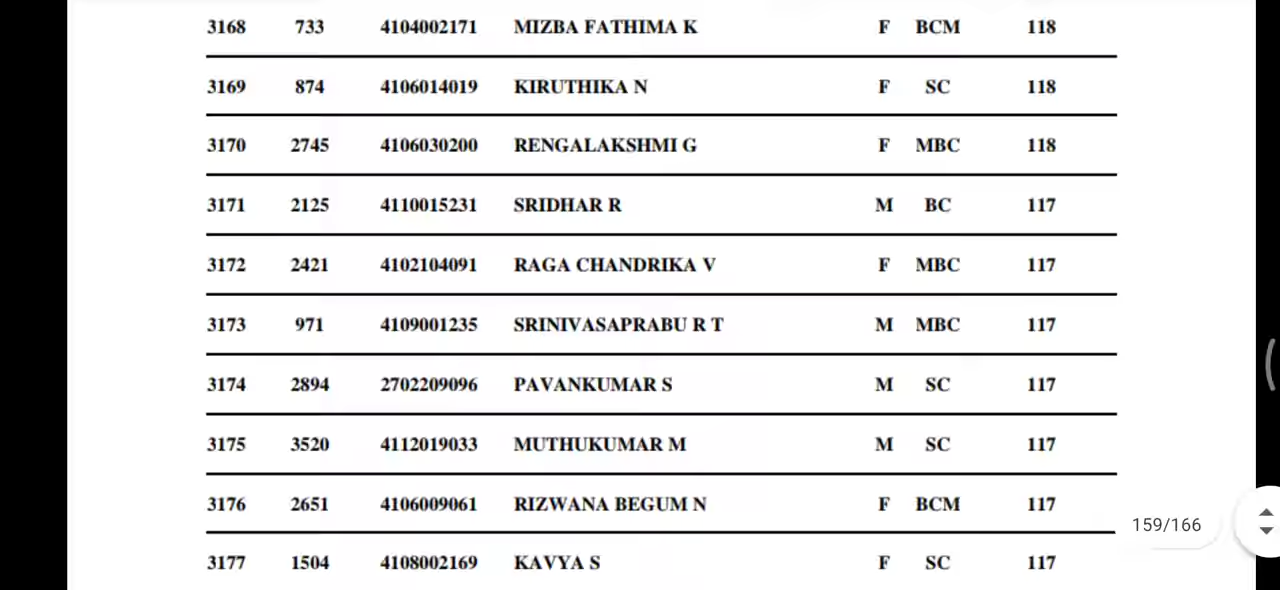 3168 733 4104002171 MIZBA FATHIMA K F BCM 118
3169 874 4106014019 KIRUTHIKA N F SC 118
3170 2745 4106030200 RENGALAKSHMI G F MBC 118
3171 2125 4110015231 SRIDHAR R M BC 117
3172 2421 4102104091 RAGA CHANDRIKA V F MBC 117
3173 971 4109001235 SRINIVASAPRABU R T M MBC 117
3174 2894 2702209096 PAVANKUMAR S M SC 117
3175 3520 4112019033 MUTHUKUMAR M M SC 117
3176 2651 4106009061 RIZWANA BEGUM N F BCM 117
159/166
3177 1504 4108002169 KAVYA S F SC 117